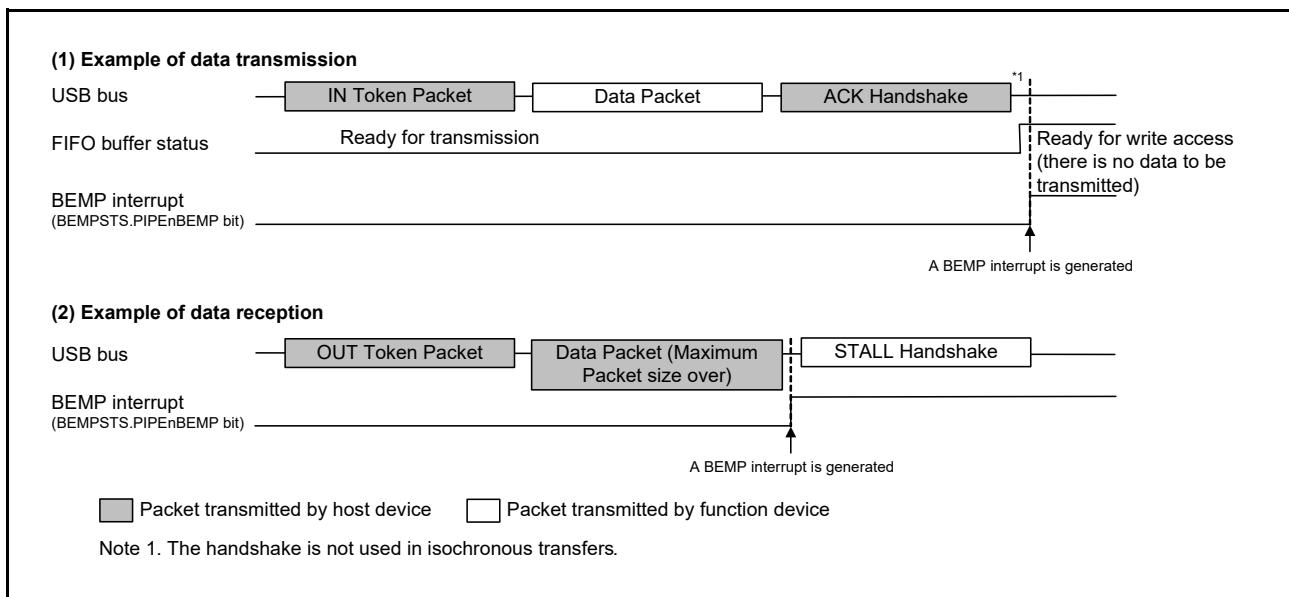 (1) Example of data transmission
USB bus
IN Token Packet
Data Packet
ACK Handshake
*1
FIFO buffer status
Ready for transmission
Ready for write access
(there is no data to be
transmitted)
BEMP interrupt
(BEMPSTS.PIPEnBEMP bit)
A BEMP interrupt is generated
(2) Example of data reception
USB bus
OUT Token Packet
Data Packet (Maximum
Packet size over)
STALL Handshake
BEMP interrupt
(BEMPSTS.PIPEnBEMP bit)
A BEMP interrupt is generated
Packet transmitted by host device
Packet transmitted by function device
Note 1. The handshake is not used in isochronous transfers.